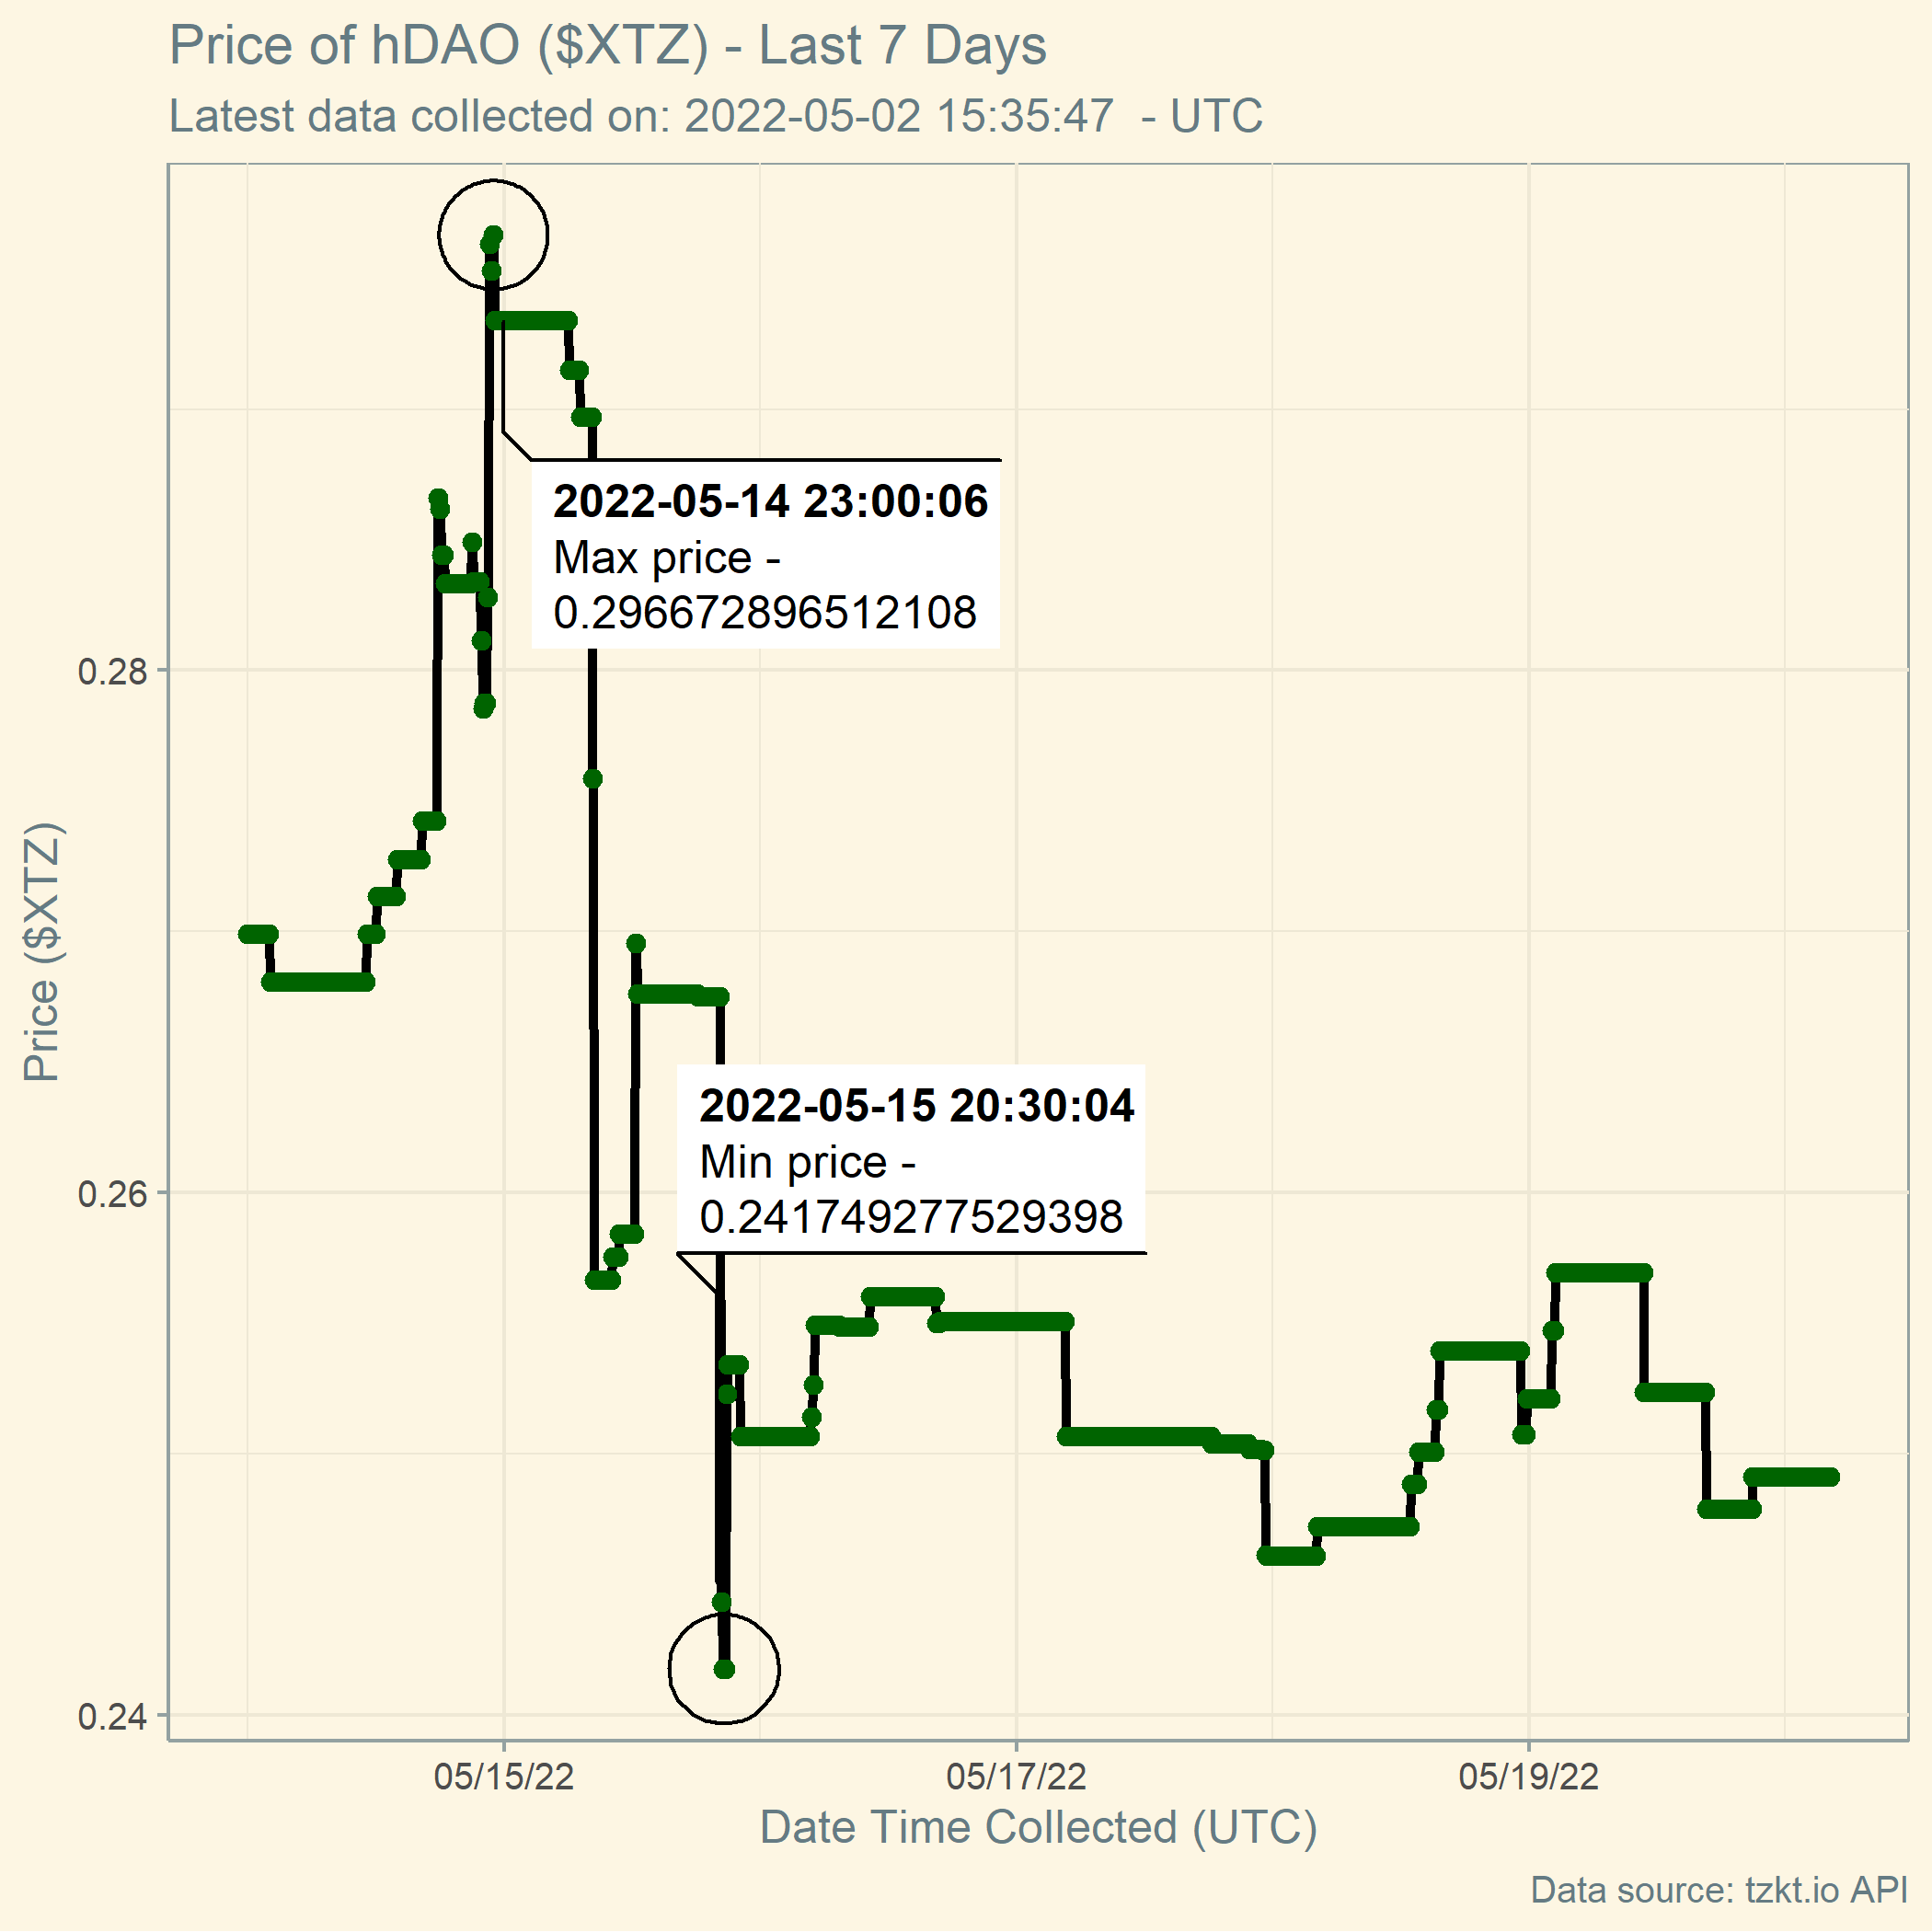 Price of hDAO ($XTZ) - Last 7 Days
Latest data collected on: 2022-05-02 15:35:47  - UTC
2022-05-14 23:00:06
Max price -
0.296672896512108
0.28
Price ($XTZ)
2022-05-15 20:30:04
Min price -
0.241749277529398
0.26
0.24
05/15/22
05/17/22
05/19/22
Date Time Collected (UTC)
Data source: tzkt.io API